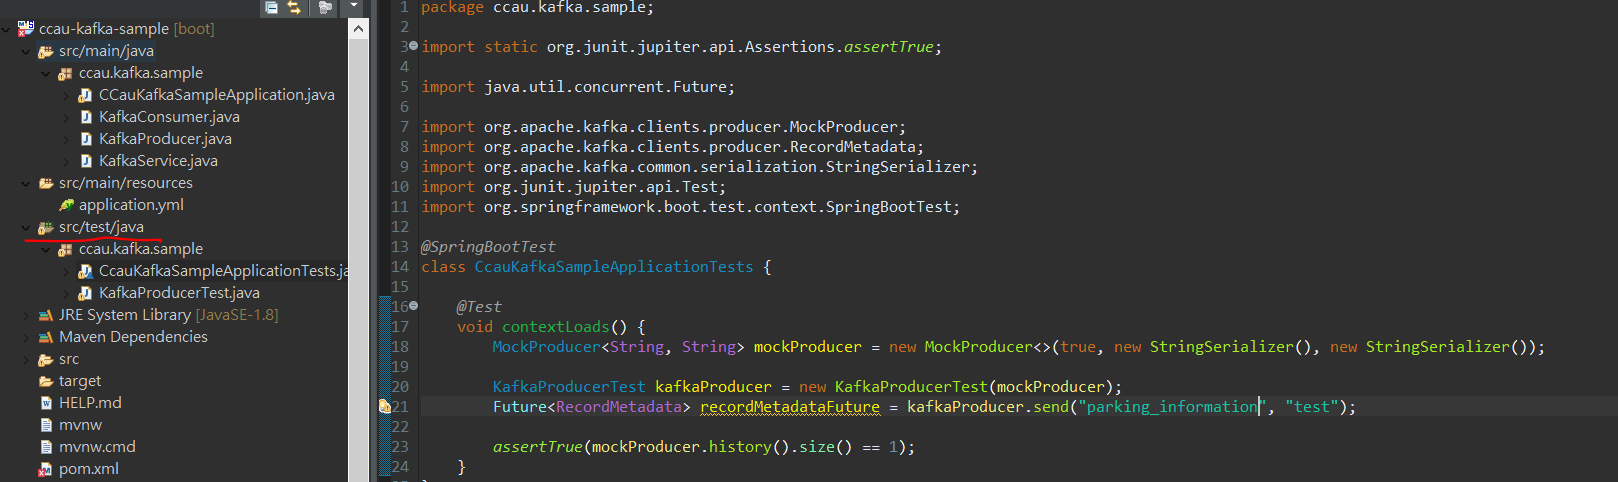 ccau-kafka-sample [boot]
src/main/java
ccau.kafka.sample
CCauKafkaSampleApplication.java
KafkaConsumer.java
KafkaProducer.java
KafkaService.java
src/main/resources
application.yml
src/test/java
ccau.kafka.sample
CcauKafkaSampleApplicationTests.ja
KafkaProducerTest.java
JRE System Library [JavaSE-1.8]
Maven Dependencies
src
target
HELP.md
mvnw
mvnw.cmd
pom.xml
1 package ccau.kafka.sample;
2
3 import static org.junit.jupiter.api.Assertions.assertTrue;
4
5 import java.util.concurrent.Future;
6
7 import org.apache.kafka.clients.producer.MockProducer;
8 import org.apache.kafka.clients.producer.RecordMetadata;
9 import org.apache.kafka.common.serialization.StringSerializer;
10 import org.junit.jupiter.api.Test;
11 import org.springframework.boot.test.context.SpringBootTest;
12
13 @SpringBootTest
14 class CcauKafkaSampleApplicationTests {
15
16 @Test
17 void contextLoads() {
18 MockProducer<String, String> mockProducer = new MockProducer<>(true, new StringSerializer(), new StringSerializer());
19
20 KafkaProducerTest kafkaProducer = new KafkaProducerTest(mockProducer);
21 Future<RecordMetadata> recordMetadataFuture = kafkaProducer.send("parking_information", "test");
22
23 assertTrue(mockProducer.history().size() == 1);
24 }